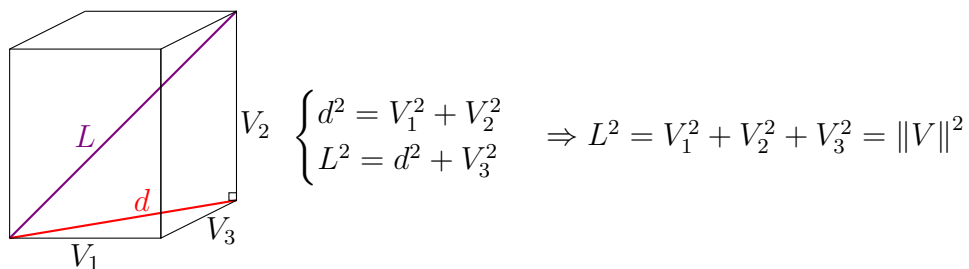 L
d
V₁
V₂
V₃
d² = V₁² + V₂²
L² = d² + V₃²
⇒ L² = V₁² + V₂² + V₃² = ‖V‖²